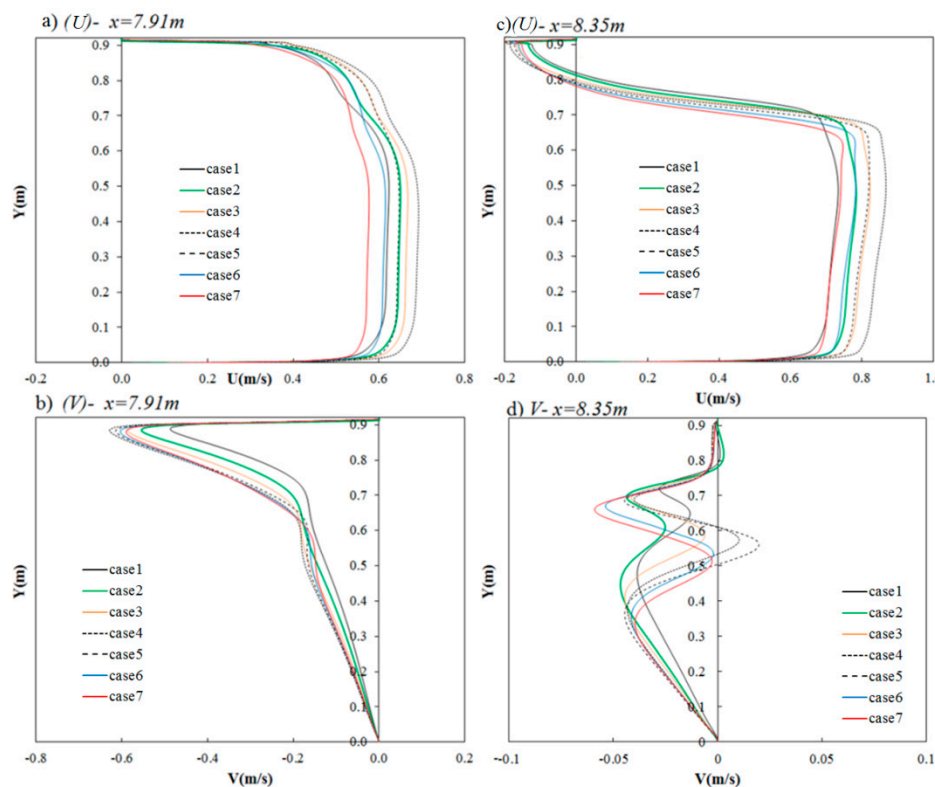 a) (U)- x=7.91m
0.9
0.8
0.7
0.6
0.5
0.4
0.3
0.2
0.1
0.0
Y(m)
case1
case2
case3
case4
case5
case6
case7
-0.2
0.0
0.2
0.4
0.6
0.8
U(m/s)
c)(U)- x=8.35m
0.9
0.8
0.7
0.6
0.5
0.4
0.3
0.2
0.1
0.0
Y(m)
case1
case2
case3
case4
case5
case6
case7
-0.2
0.0
0.2
0.4
0.6
0.8
1.
U(m/s)
b) (V)- x=7.91m
0.9
0.8
0.7
0.6
0.5
0.4
0.3
0.2
0.1
Y(m)
case1
case2
case3
case4
case5
case6
case7
-0.8
-0.6
-0.4
-0.2
0.0
0.2
V(m/s)
d) V- x=8.35m
0.9
0.8
0.7
0.6
0.5
0.4
0.3
0.2
0.1
Y(m)
case1
case2
case3
case4
case5
case6
case7
--0.1
-0.05
0
0.05
0.1
V(m/s)